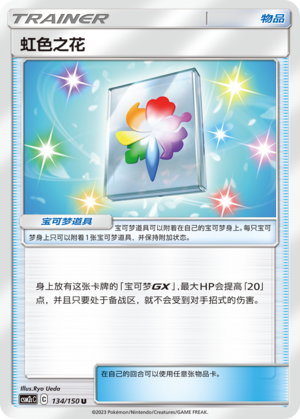 TRAINER 物品
虹色之花
宝可梦道具
宝可梦道具可以附着在自己的宝可梦身上。每只宝可
梦身上只可以附着1张宝可梦道具,并保持附加状态。
身上放有这张卡牌的「宝可梦GX」,最大HP会提高「20」
点,并且只要处于备战区,就不会受到对手招式的伤害。
在自己的回合可以使用任意张物品卡。
Illus.Ryo Ueda
CSM2c C C 134/150 U
©2023 Pokémon/Nintendo/Creatures/GAME FREAK.